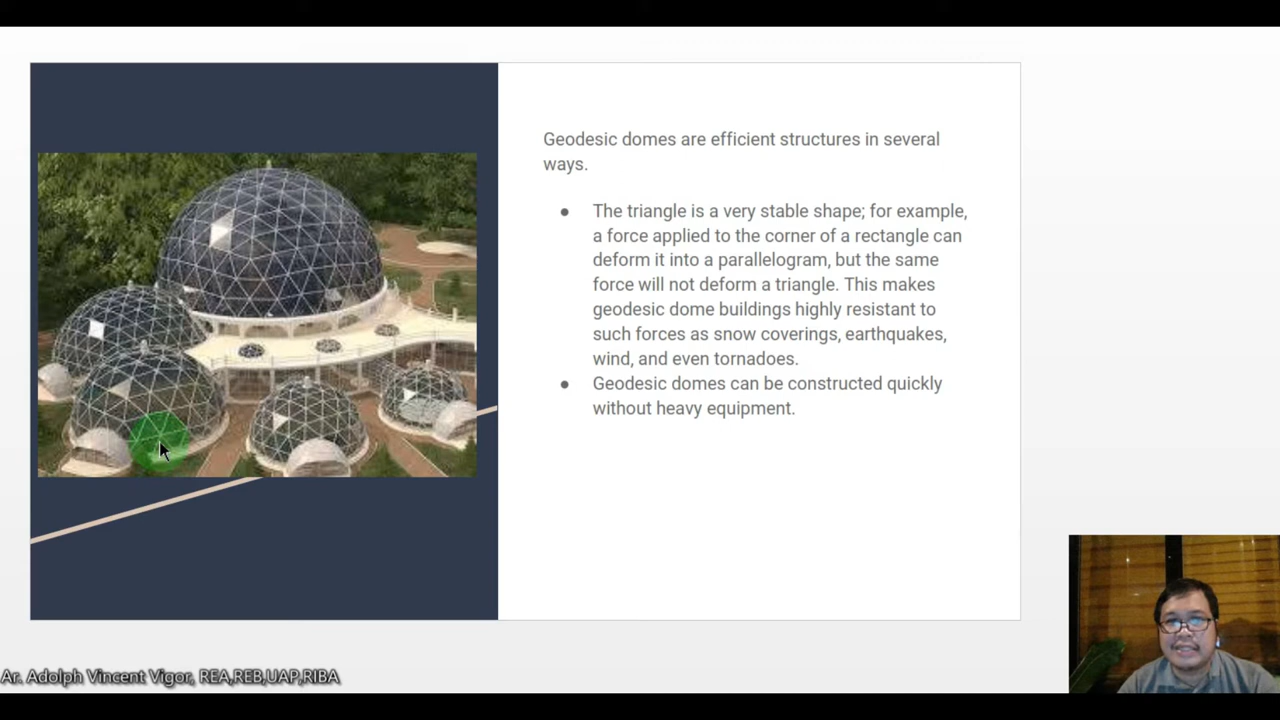 Geodesic domes are efficient structures in several
ways.
● The triangle is a very stable shape; for example,
a force applied to the corner of a rectangle can
deform it into a parallelogram, but the same
force will not deform a triangle. This makes
geodesic dome buildings highly resistant to
such forces as snow coverings, earthquakes,
wind, and even tornadoes.
● Geodesic domes can be constructed quickly
without heavy equipment.
Ar. Adolph Vincent Vigor, REA,REB,UAP,RIBA